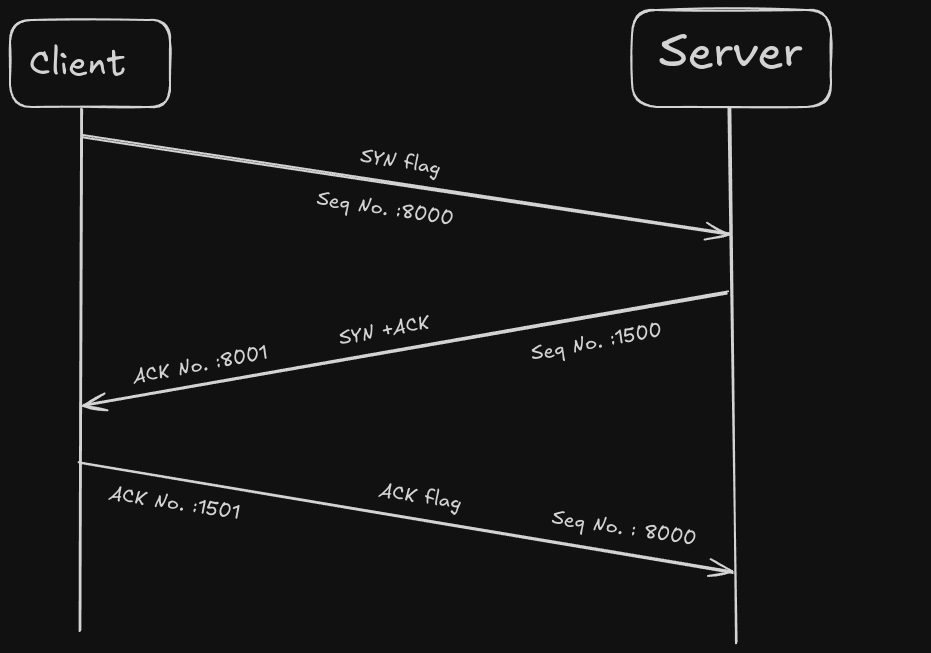 Client
Server
SYN flag
Seq No. :8000
SYN +ACK
Seq No. :1500
ACK No. :8001
ACK flag
ACK No. :1501
Seq No. : 8000